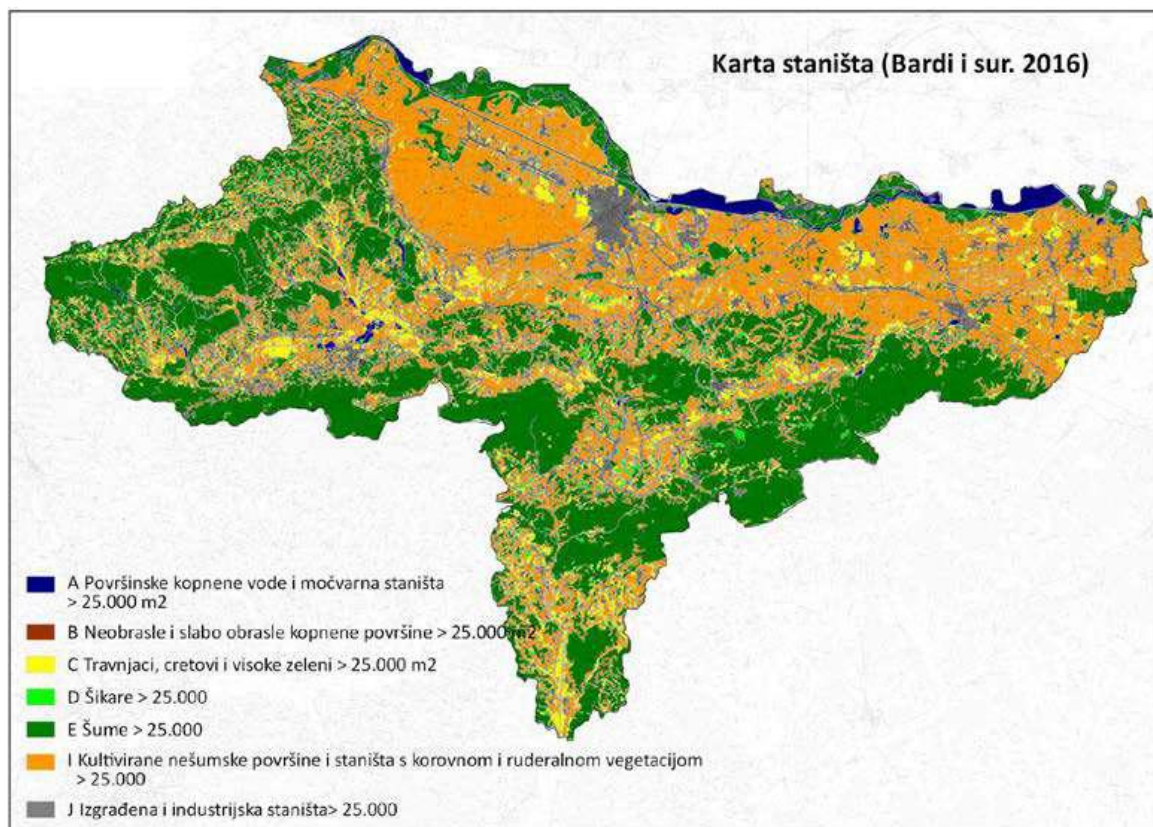 Karta staništa (Bardi i sur. 2016)
A Površinske kopnene vode i močvarna staništa
> 25.000 m2
B Neobrasle i slabo obrasle kopnene površine > 25.000 m2
C Travnjaci, cretovi i visoke zeleni > 25.000 m2
D Šikare > 25.000
E Šume > 25.000
I Kultivirane nešumske površine i staništa s korovnom i ruderalnom vegetacijom
> 25.000
J Izgrađena i industrijska staništa> 25.000